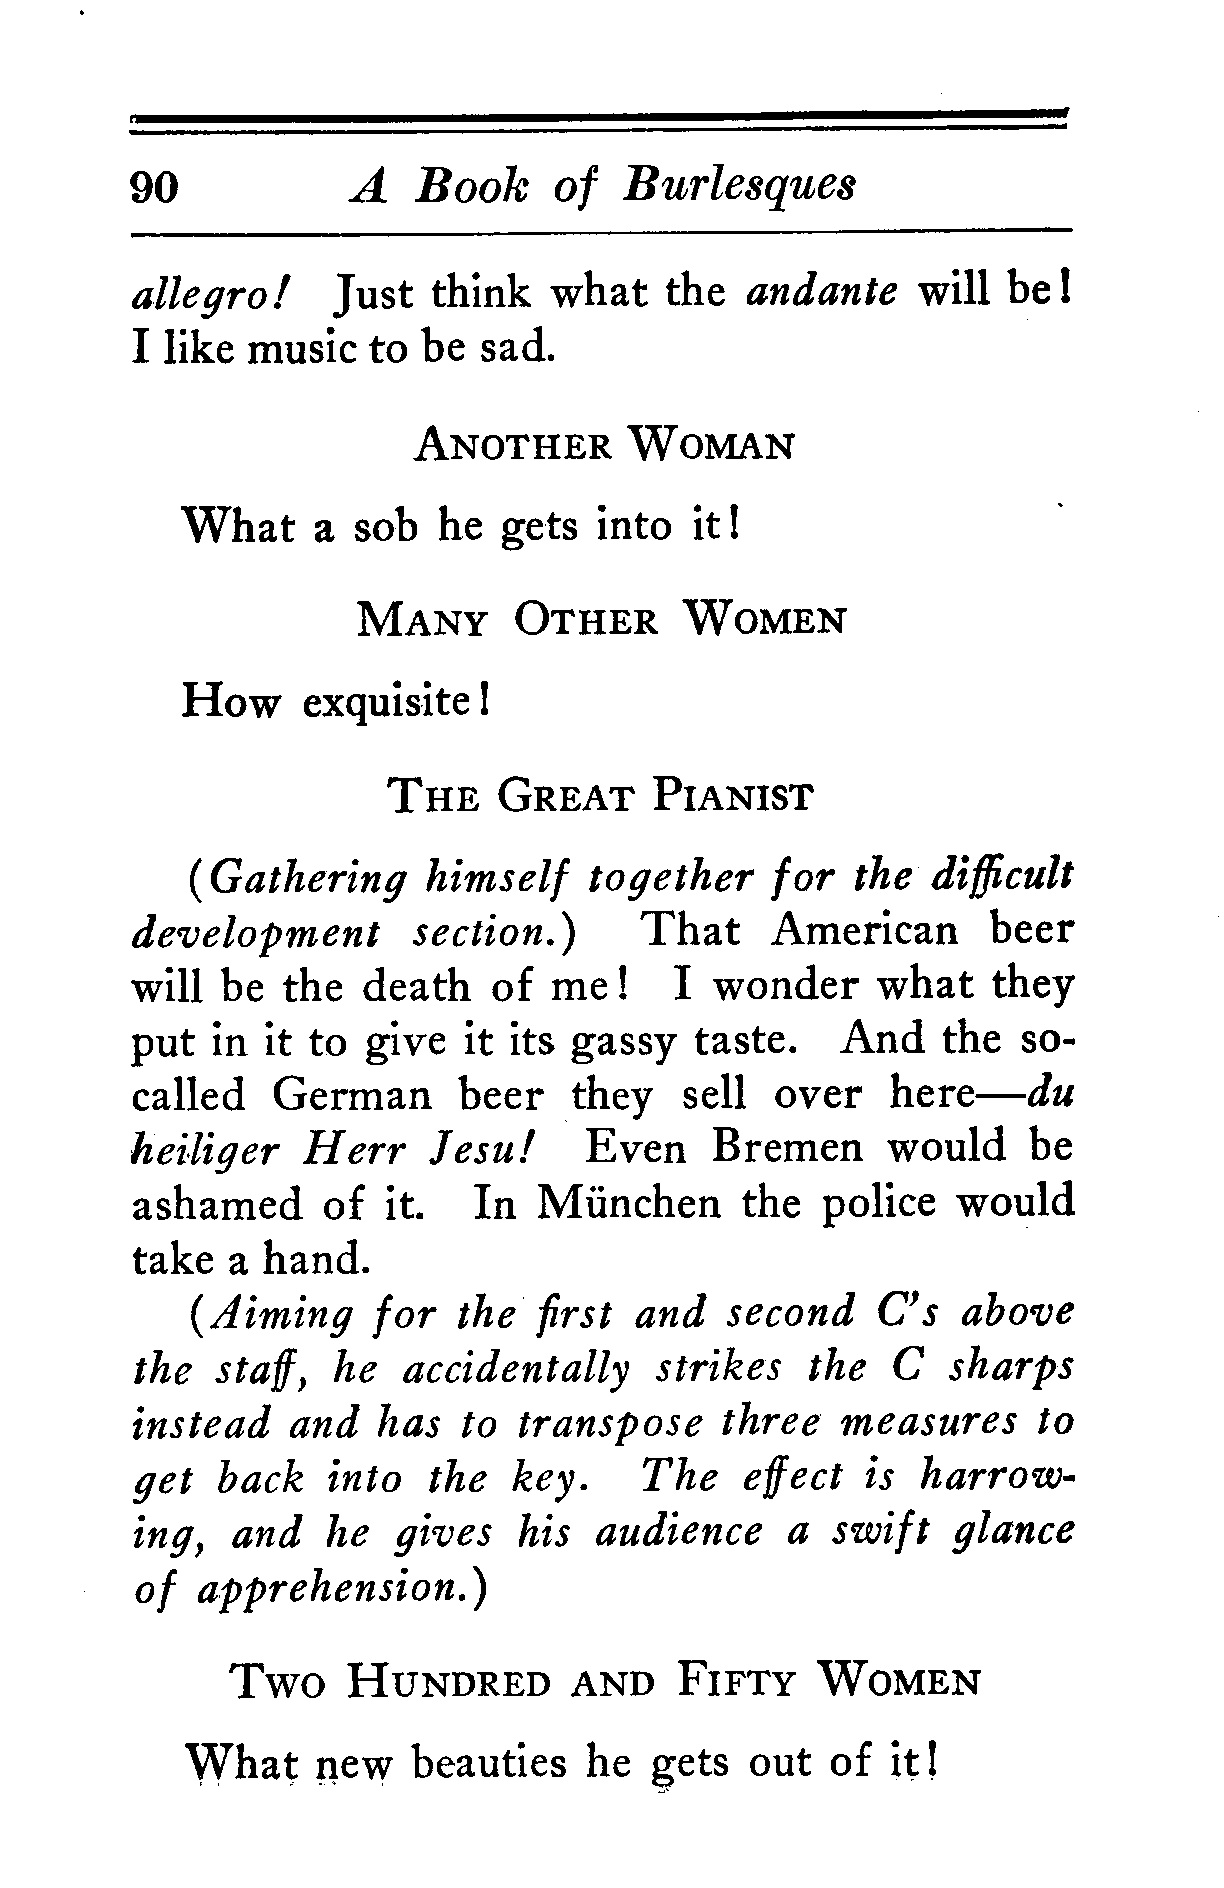 90 A Book of Burlesques
allegro! Just think what the andante will be!
I like music to be sad.
ANOTHER WOMAN
What a sob he gets into it!
MANY OTHER WOMEN
How exquisite!
THE GREAT PIANIST
(Gathering himself together for the difficult
development section.) That American beer
will be the death of me! I wonder what they
put in it to give it its gassy taste. And the so-
called German beer they sell over here—du
heiliger Herr Jesu! Even Bremen would be
ashamed of it. In München the police would
take a hand.
(Aiming for the first and second C's above
the staff, he accidentally strikes the C sharps
instead and has to transpose three measures to
get back into the key. The effect is harrow-
ing, and he gives his audience a swift glance
of apprehension.)
TWO HUNDRED AND FIFTY WOMEN
What new beauties he gets out of it!